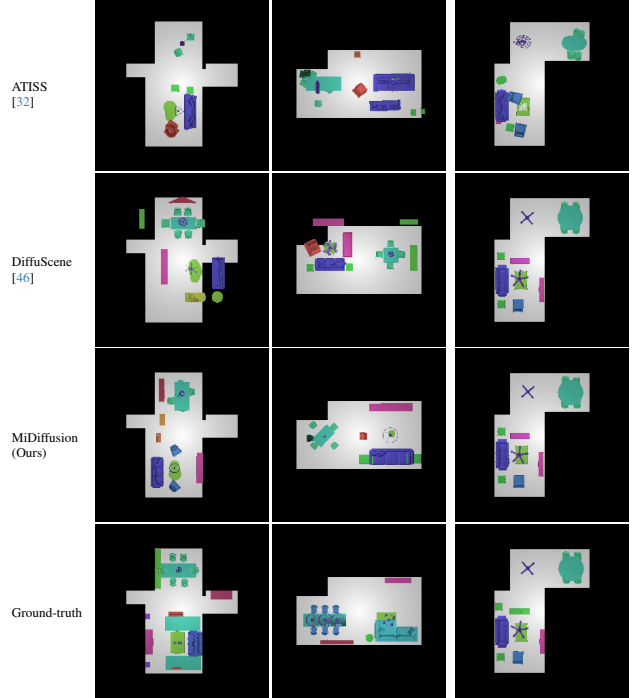 ATISS
[32]
DiffuScene
[46]
MiDiffusion
(Ours)
Ground-truth